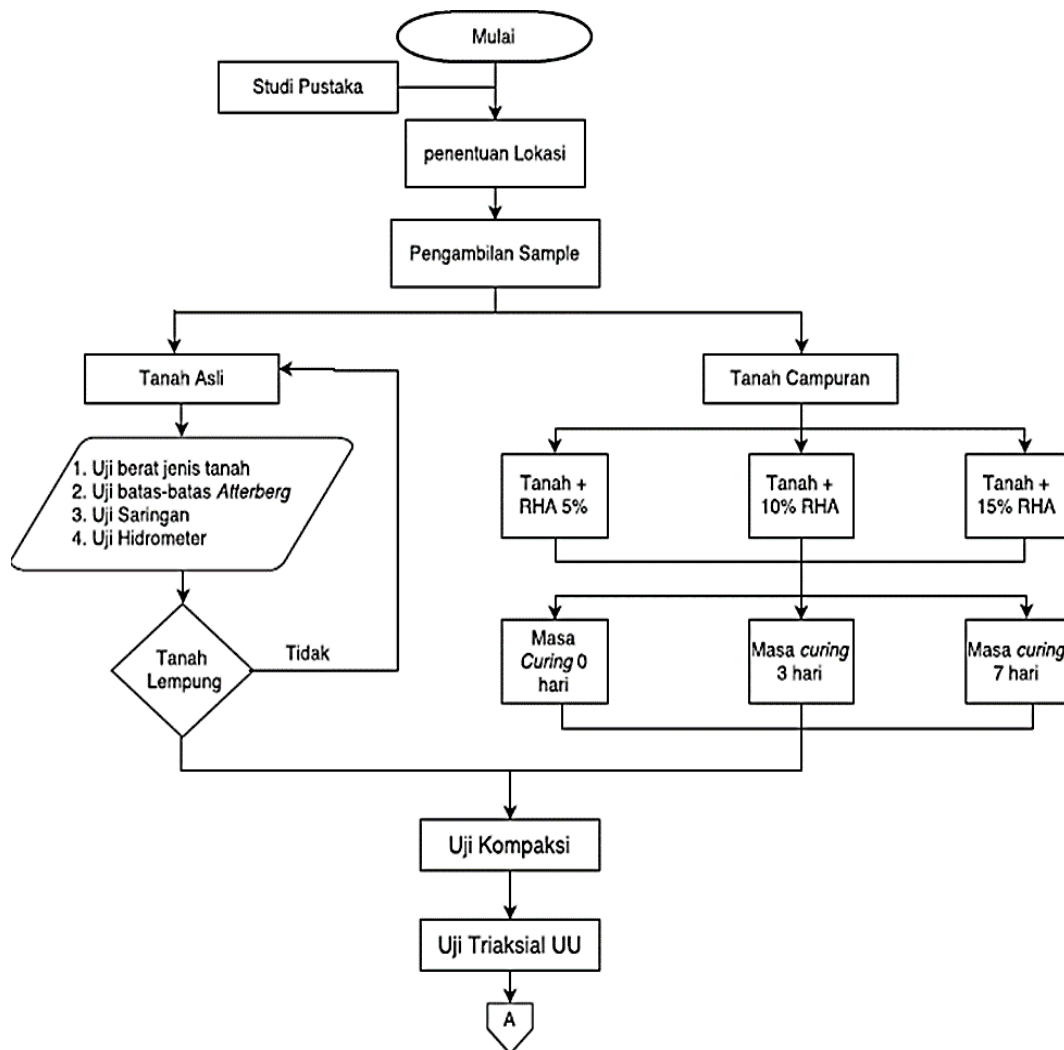 Mulai
Studi Pustaka
penentuan Lokasi
Pengambilan Sample
Tanah Asli
Tanah Campuran
1. Uji berat jenis tanah
2. Uji batas-batas Atterberg
3. Uji Saringan
4. Uji Hidrometer
Tanah +
RHA 5%
Tanah +
10% RHA
Tanah +
15% RHA
Tanah
Lempung
Tidak
Masa
Curing 0
hari
Masa curing
3 hari
Masa curing
7 hari
Uji Kompaksi
Uji Triaksial UU
A